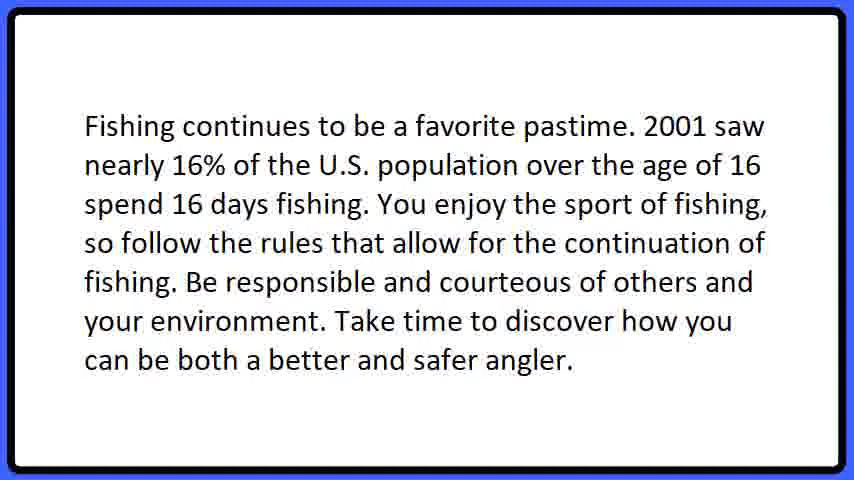 Fishing continues to be a favorite pastime. 2001 saw
nearly 16% of the U.S. population over the age of 16
spend 16 days fishing. You enjoy the sport of fishing,
so follow the rules that allow for the continuation of
fishing. Be responsible and courteous of others and
your environment. Take time to discover how you
can be both a better and safer angler.